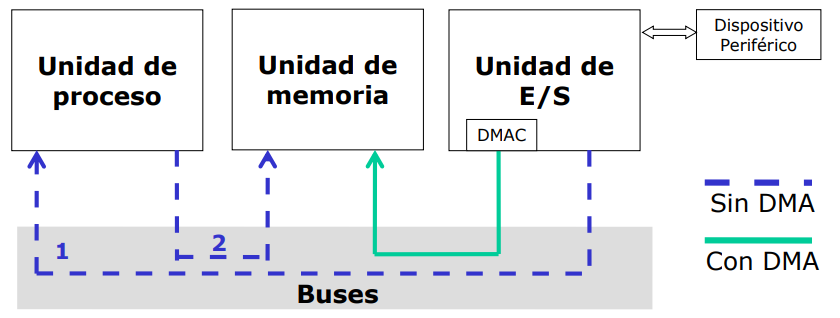 Unidad de
proceso
Unidad de
memoria
Unidad de
E/S
DMAC
Dispositivo
Periférico
1
2
Buses
Sin DMA
Con DMA